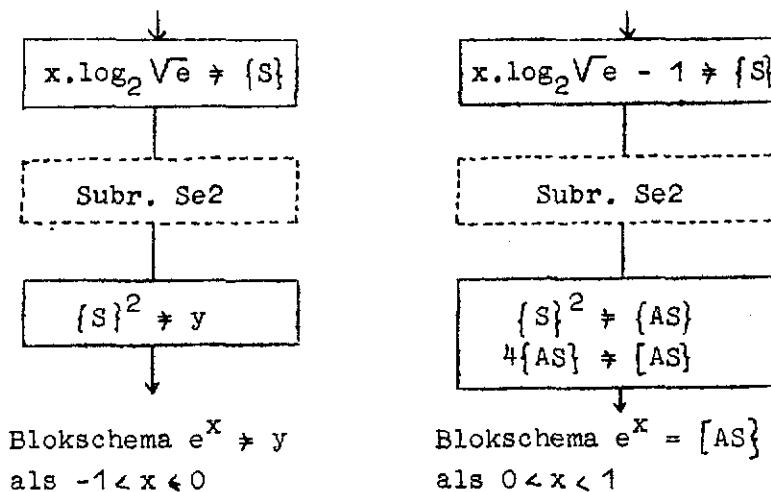 x.log₂ √e ⇒ {S}
Subr. Se2
{S}² ⇒ y
Blokschema eˣ ⇒ y
als -1 < x ≤ 0
x.log₂ √e - 1 ⇒ {S}
Subr. Se2
{S}² ⇒ {AS}
4{AS} ⇒ [AS}
Blokschema eˣ = [AS}
als 0 < x < 1